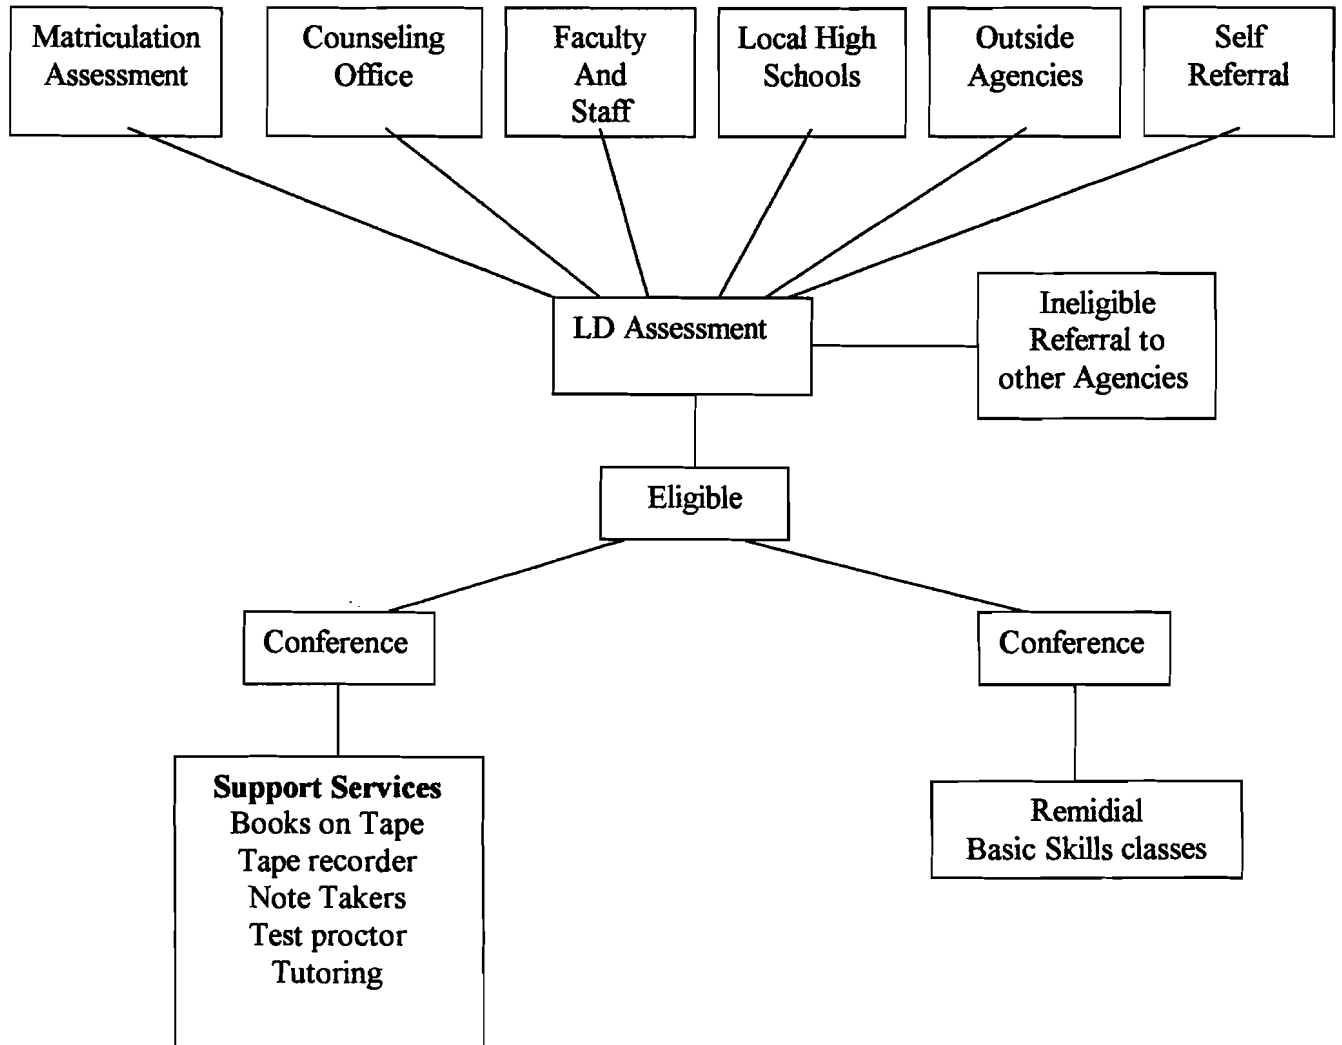 Matriculation
Assessment
Counseling
Office
Faculty
And
Staff
Local High
Schools
Outside
Agencies
Self
Referral
LD Assessment
Ineligible
Referral to
other Agencies
Eligible
Conference
Conference
Support Services
Books on Tape
Tape recorder
Note Takers
Test proctor
Tutoring
Remidial
Basic Skills classes